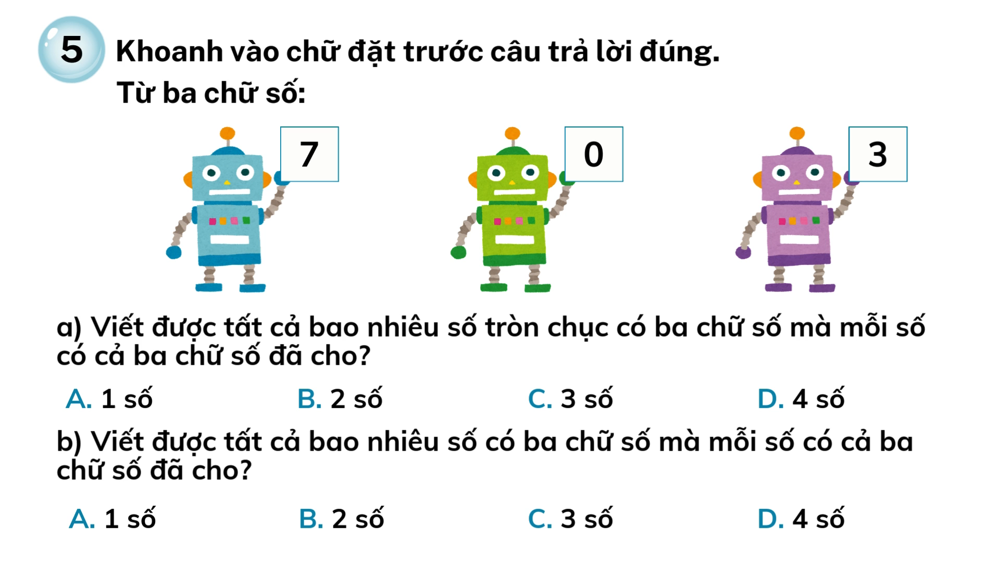 5 Khoanh vào chữ đặt trước câu trả lời đúng.
Từ ba chữ số:
7 0 3
a) Viết được tất cả bao nhiêu số tròn chục có ba chữ số mà mỗi số
có cả ba chữ số đã cho?
A. 1 số B. 2 số C. 3 số D. 4 số
b) Viết được tất cả bao nhiêu số có ba chữ số mà mỗi số có cả ba
chữ số đã cho?
A. 1 số B. 2 số C. 3 số D. 4 số